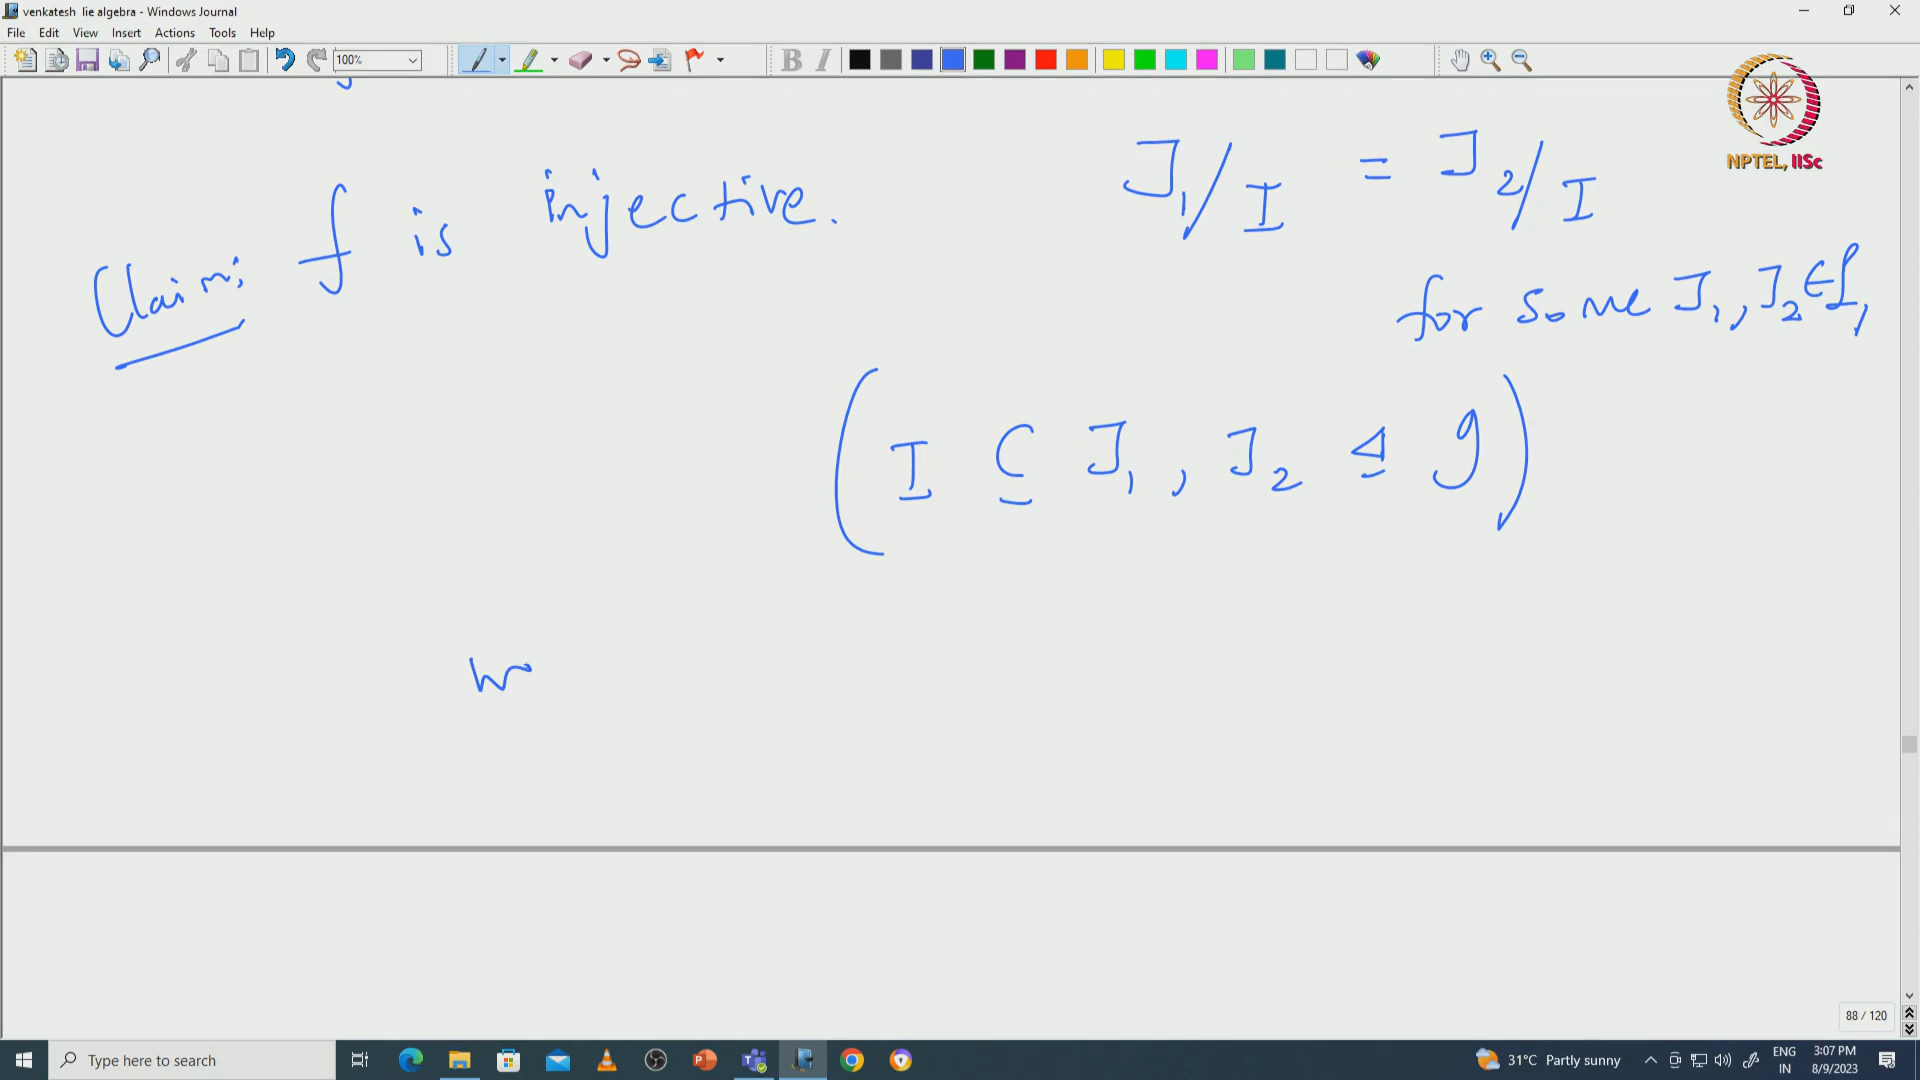 venkatesh lie algebra - Windows Journal
File Edit View Insert Actions Tools Help
100%
B I
NPTEL, IISc
J₁/I = J₂/I
Claim: f is injective.
for some J₁, J₂ ∈ 𝓛₁
( I ⊆ J₁, J₂ ⊴ g )
88 / 120
Type here to search
31°C Partly sunny
ENG
IN
3:07 PM
8/9/2023